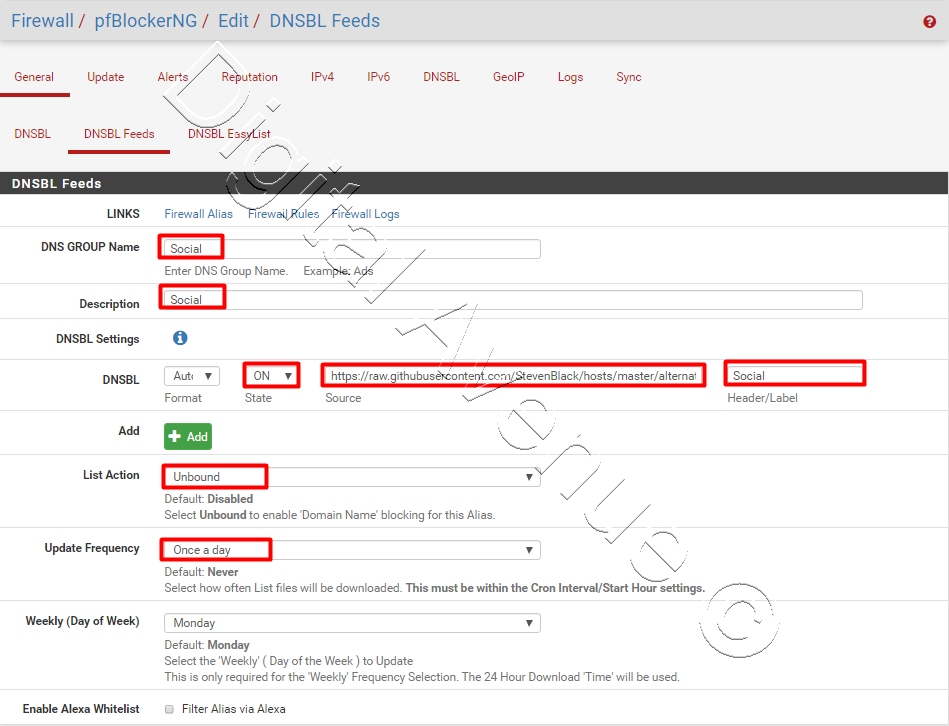 Firewall / pfBlockerNG / Edit / DNSBL Feeds
General Update Alerts Reputation IPv4 IPv6 DNSBL GeoIP Logs Sync
DNSBL DNSBL Feeds DNSBL EasyList
DNSBL Feeds
LINKS Firewall Alias Firewall Rules Firewall Logs
DNS GROUP Name Social
Enter DNS Group Name. Example: Ads
Description Social
DNSBL Settings
DNSBL Auto ON https://raw.githubusercontent.com/StevenBlack/hosts/master/alternat Social
Format State Source Header/Label
Add Add
List Action Unbound
Default: Disabled
Select Unbound to enable 'Domain Name' blocking for this Alias.
Update Frequency Once a day
Default: Never
Select how often List files will be downloaded. This must be within the Cron Interval/Start Hour settings.
Weekly (Day of Week) Monday
Default: Monday
Select the 'Weekly' ( Day of the Week ) to Update
This is only required for the 'Weekly' Frequency Selection. The 24 Hour Download 'Time' will be used.
Enable Alexa Whitelist Filter Alias via Alexa
Digital Avenue ©